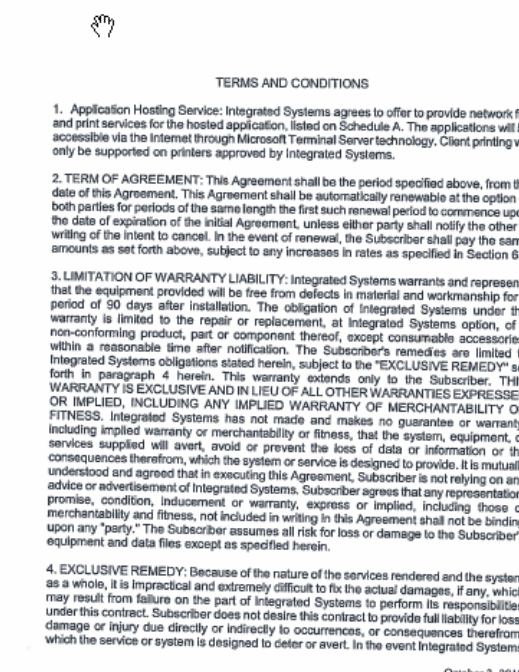 TERMS AND CONDITIONS
1. Application Hosting Service: Integrated Systems agrees to offer to provide network f
and print services for the hosted application, listed on Schedule A. The applications will
accessible via the Internet through Microsoft Terminal Server technology. Client printing w
only be supported on printers approved by Integrated Systems.
2. TERM OF AGREEMENT: This Agreement shall be the period specified above, from th
date of this Agreement. This Agreement shall be automatically renewable at the option
both parties for periods of the same length the first such renewal period to commence upo
the date of expiration of the initial Agreement, unless either party shall notify the other
writing of the intent to cancel. In the event of renewal, the Subscriber shall pay the sam
amounts as set forth above, subject to any increases in rates as specified in Section 6
3. LIMITATION OF WARRANTY LIABILITY: Integrated Systems warrants and represen
that the equipment provided will be free from defects in material and workmanship for
period of 90 days after installation. The obligation of Integrated Systems under th
warranty is limited to the repair or replacement, at Integrated Systems option, of
non-conforming product, part or component thereof, except consumable accessorie
within a reasonable time after notification. The Subscriber's remedies are limited t
Integrated Systems obligations stated herein, subject to the "EXCLUSIVE REMEDY" se
forth in paragraph 4 herein. This warranty extends only to the Subscriber. THI
WARRANTY IS EXCLUSIVE AND IN LIEU OF ALL OTHER WARRANTIES EXPRESSE
OR IMPLIED, INCLUDING ANY IMPLIED WARRANTY OF MERCHANTABILITY O
FITNESS. Integrated Systems has not made and makes no guarantee or warranty
including implied warranty or merchantability or fitness, that the system, equipment, o
services supplied will avert, avoid or prevent the loss of data or information or th
consequences therefrom, which the system or service is designed to provide. It is mutuall
understood and agreed that in executing this Agreement, Subscriber is not relying on an
advice or advertisement of Integrated Systems. Subscriber agrees that any representation
promise, condition, inducement or warranty, express or implied, including those o
merchantability and fitness, not included in writing in this Agreement shall not be binding
upon any "party." The Subscriber assumes all risk for loss or damage to the Subscriber'
equipment and data files except as specified herein.
4. EXCLUSIVE REMEDY: Because of the nature of the services rendered and the system
as a whole, it is impractical and extremely difficult to fix the actual damages, if any, whic
may result from failure on the part of Integrated Systems to perform its responsibilities
under this contract. Subscriber does not desire this contract to provide full liability for loss
damage or injury due directly or indirectly to occurrences, or consequences therefrom
which the service or system is designed to deter or avert. In the event Integrated Systems